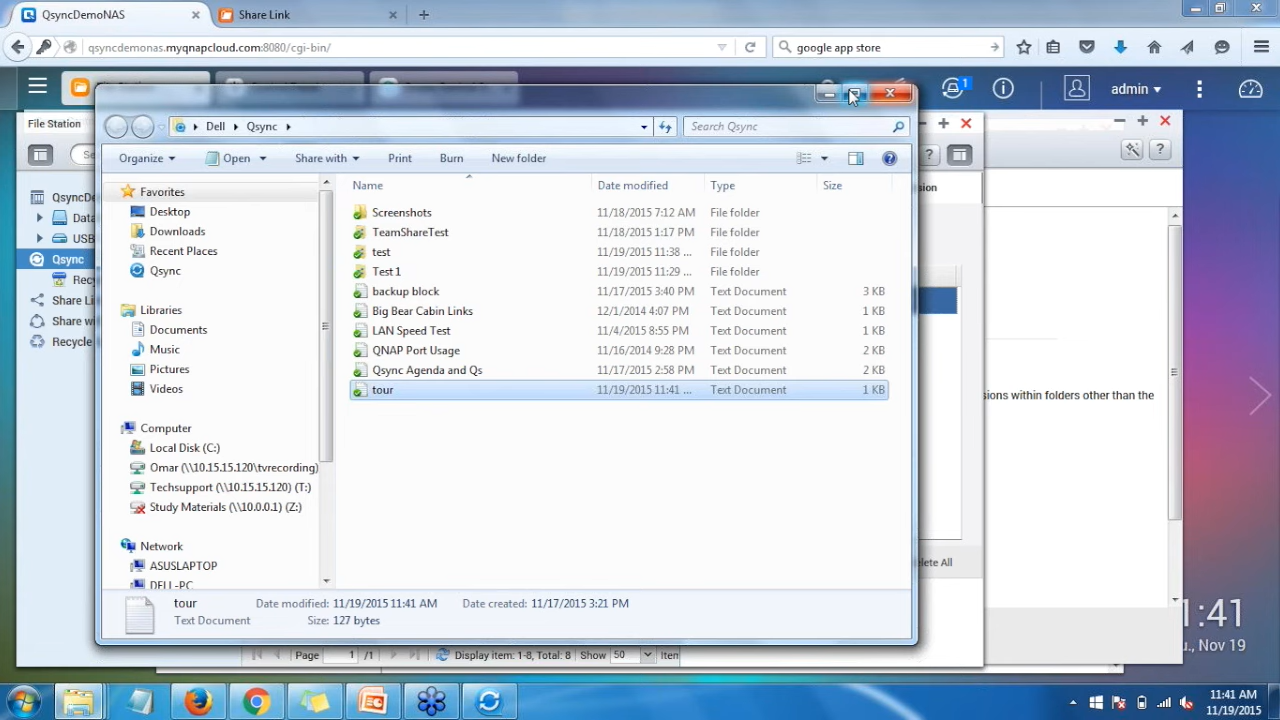 QsyncDemoNAS
Share Link
qsyncdemonas.myqnapcloud.com:8080/cgi-bin/
google app store
1
admin
File Station
Dell
Qsync
Search Qsync
Organize
Open
Share with
Print
Burn
New folder
QsyncDe
Data
USB
Qsync
Recy
Share Li
Share wi
Recycle
Favorites
Desktop
Downloads
Recent Places
Qsync
Libraries
Documents
Music
Pictures
Videos
Computer
Local Disk (C:)
Omar (\\10.15.15.120\tvrecording)
Techsupport (\\10.15.15.120) (T:)
Study Materials (\\10.0.0.1) (Z:)
Network
ASUSLAPTOP
DELL-PC
Name Date modified Type Size
Screenshots 11/18/2015 7:12 AM File folder
TeamShareTest 11/18/2015 1:17 PM File folder
test 11/19/2015 11:38 ... File folder
Test 1 11/19/2015 11:29 ... File folder
backup block 11/17/2015 3:40 PM Text Document 3 KB
Big Bear Cabin Links 12/1/2014 4:07 PM Text Document 1 KB
LAN Speed Test 11/4/2015 8:55 PM Text Document 1 KB
QNAP Port Usage 11/16/2014 9:28 PM Text Document 2 KB
Qsync Agenda and Qs 11/17/2015 2:58 PM Text Document 2 KB
tour 11/19/2015 11:41 ... Text Document 1 KB
sion
sions within folders other than the
lete All
tour Date modified: 11/19/2015 11:41 AM Date created: 11/17/2015 3:21 PM
Text Document Size: 127 bytes
Page 1 /1 Display item: 1-8, Total: 8 Show 50 Iten
1:41
u., Nov 19
11:41 AM
11/19/2015